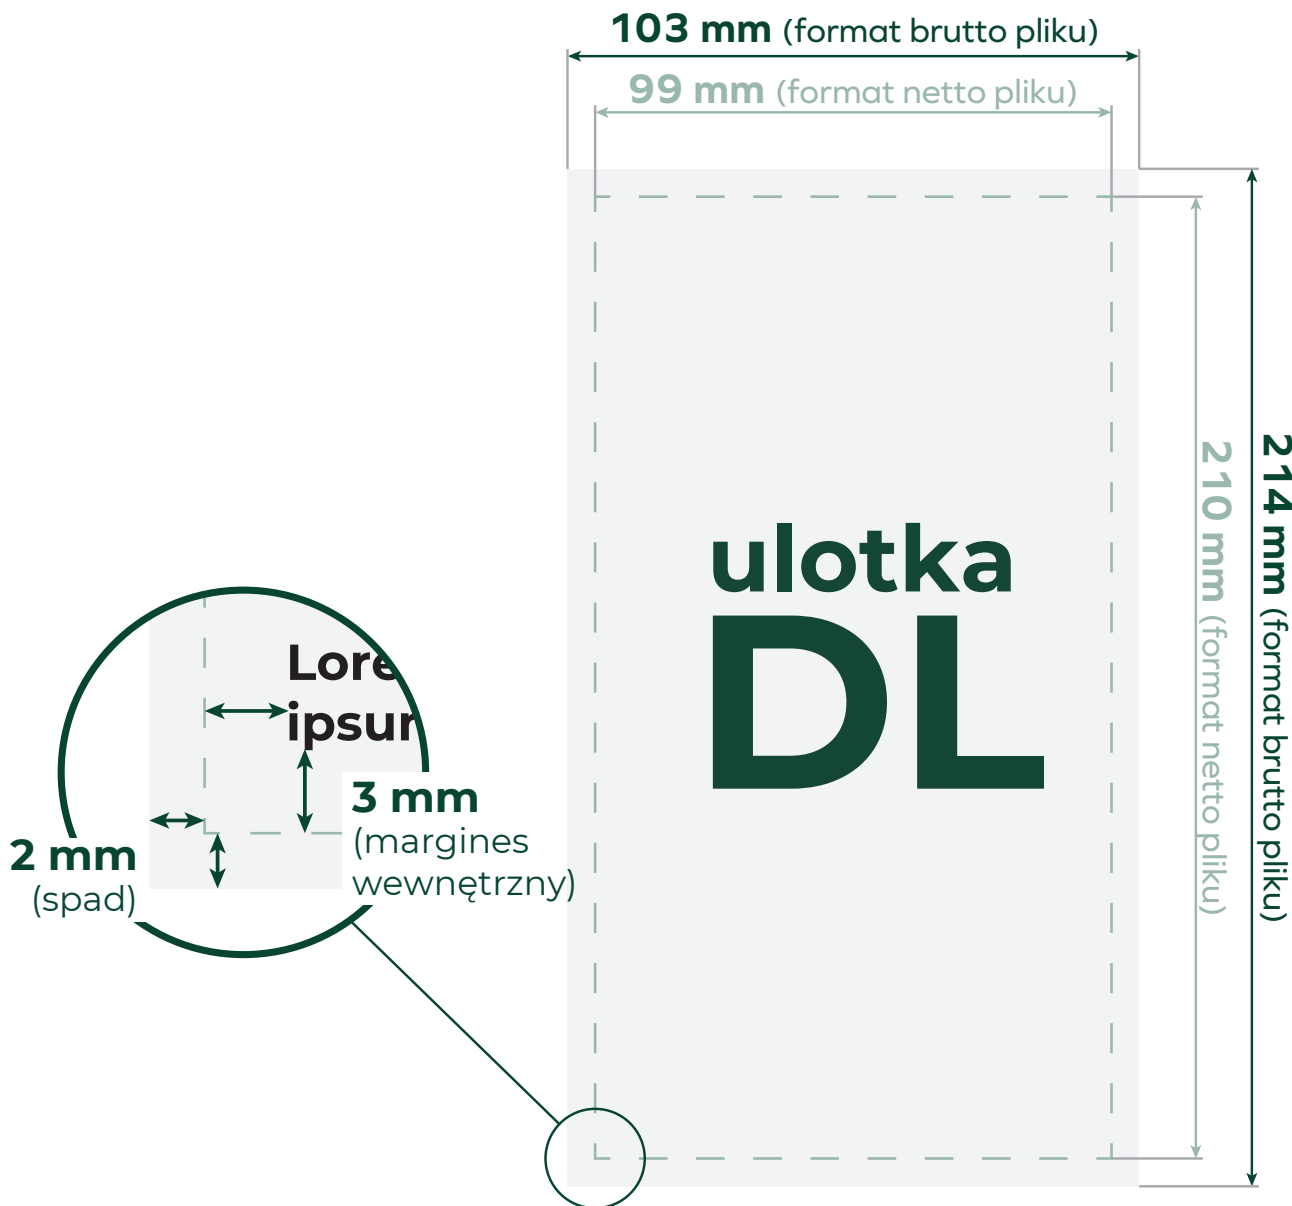 103 mm (format brutto pliku)
99 mm (format netto pliku)
210 mm (format netto pliku)
214 mm (format brutto pliku)
ulotka
DL
Lore
ipsur
3 mm
(margines
wewnętrzny)
2 mm
(spad)